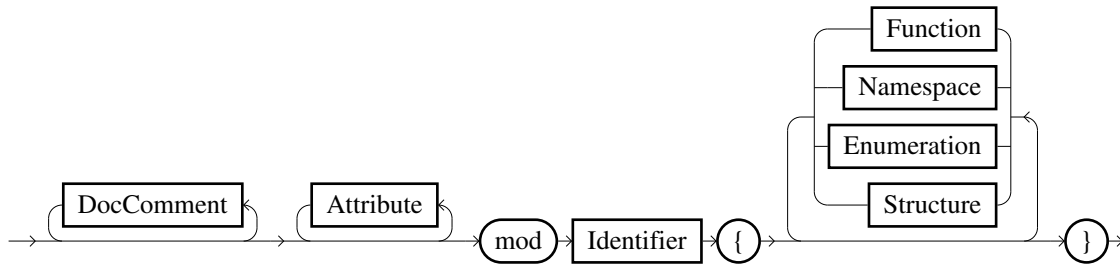 Function
Namespace
Enumeration
Structure
DocComment
Attribute
mod
Identifier
{
}